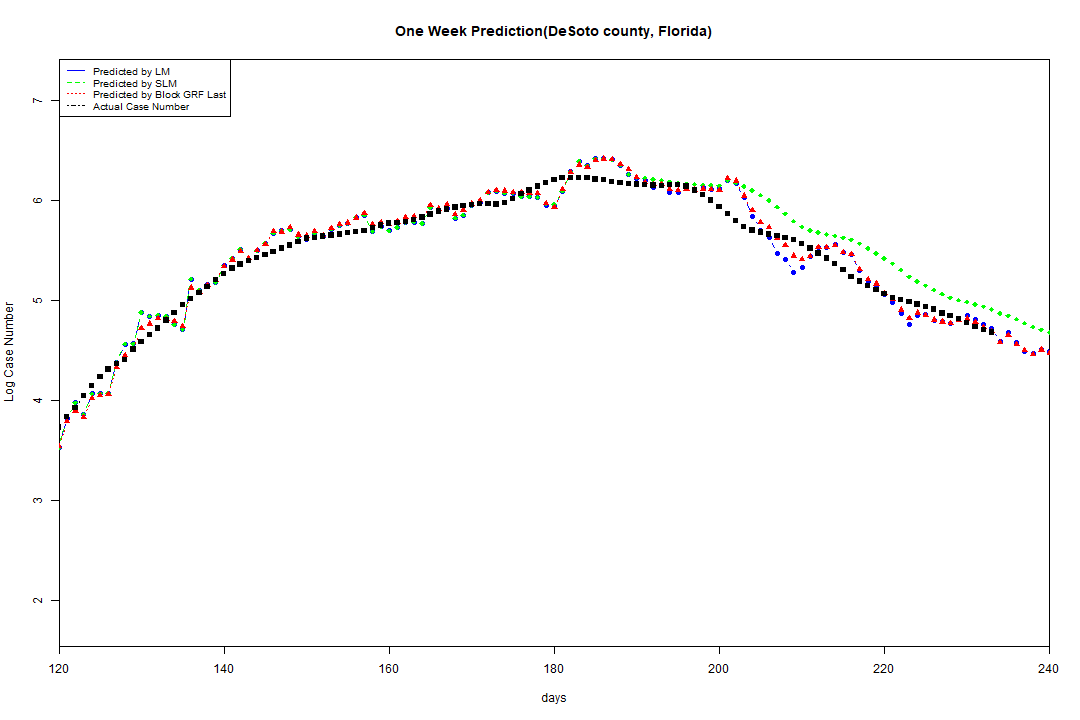 One Week Prediction(DeSoto county, Florida)
Predicted by LM
Predicted by SLM
Predicted by Block GRF Last
Actual Case Number
7
6
5
4
3
2
Log Case Number
120 140 160 180 200 220 240
days